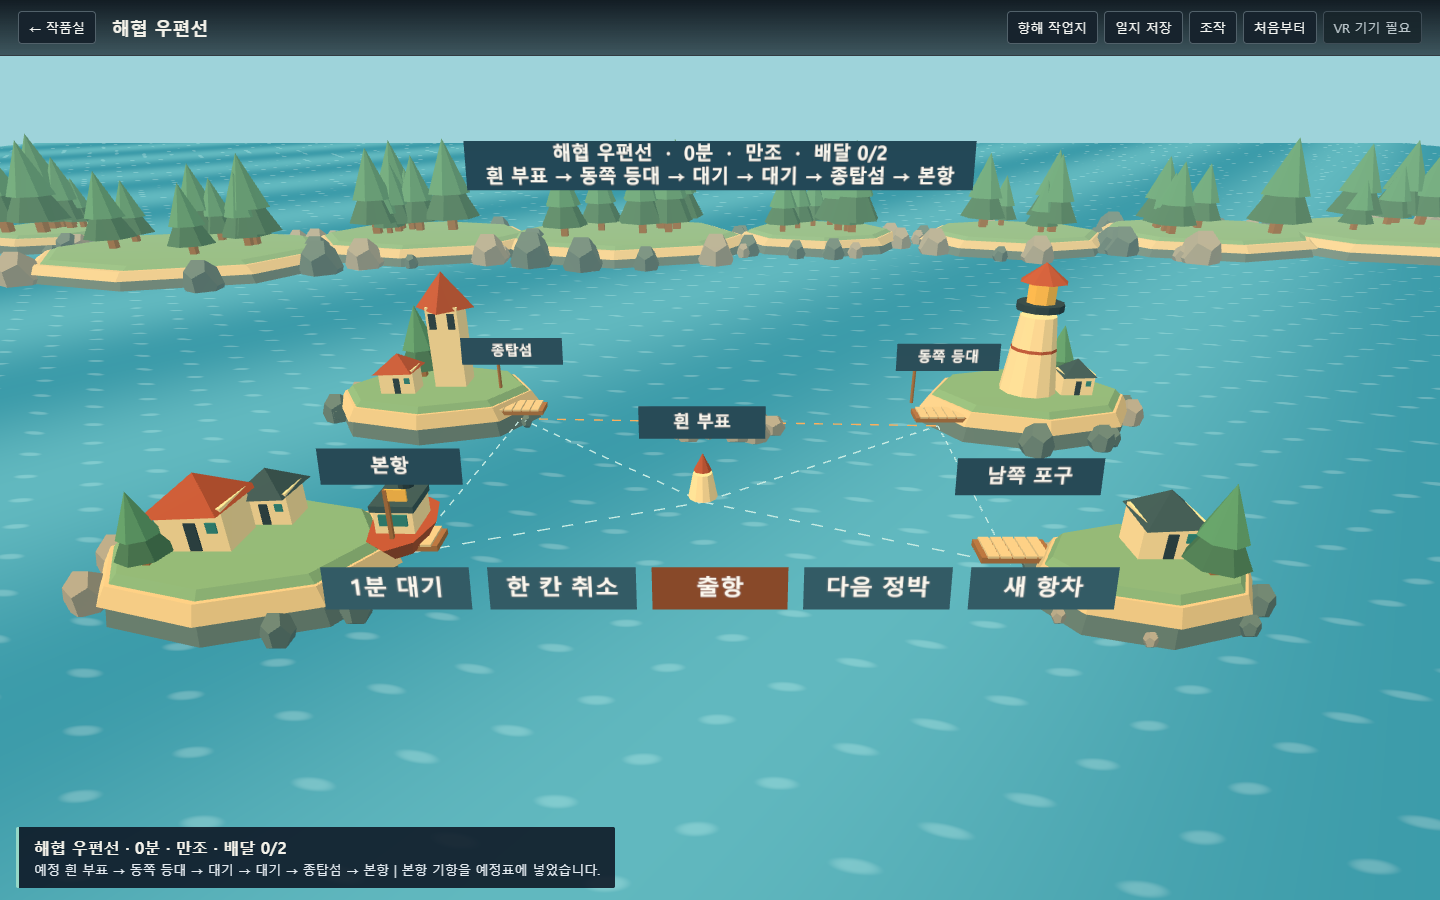 ← 작품실
해협 우편선
항해 작업지
일지 저장
조작
처음부터
VR 기기 필요
해협 우편선 · 0분 · 만조 · 배달 0/2
흰 부표 → 동쪽 등대 → 대기 → 대기 → 종탑섬 → 본항
종탑섬
동쪽 등대
흰 부표
본항
남쪽 포구
1분 대기
한 칸 취소
출항
다음 정박
새 항차
해협 우편선 · 0분 · 만조 · 배달 0/2
예정 흰 부표 → 동쪽 등대 → 대기 → 대기 → 종탑섬 → 본항 | 본항 기항을 예정표에 넣었습니다.